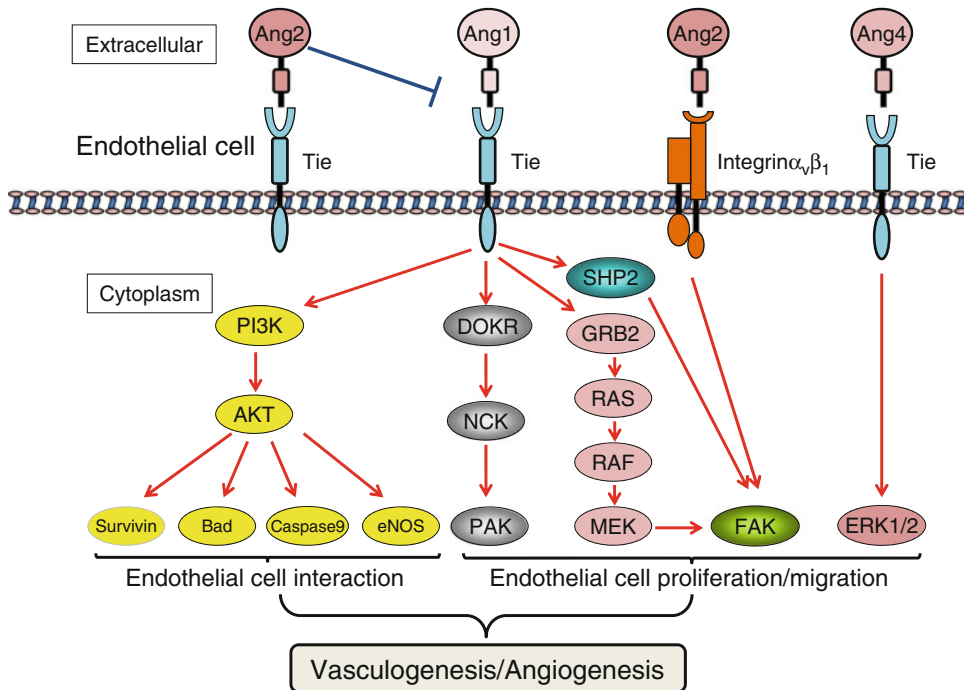 Extracellular
Ang2
Ang1
Ang2
Ang4
Endothelial cell
Tie
Tie
Integrinαvβ1
Tie
Cytoplasm
SHP2
PI3K
DOKR
GRB2
AKT
NCK
RAS
RAF
Survivin
Bad
Caspase9
eNOS
PAK
MEK
FAK
ERK1/2
Endothelial cell interaction
Endothelial cell proliferation/migration
Vasculogenesis/Angiogenesis